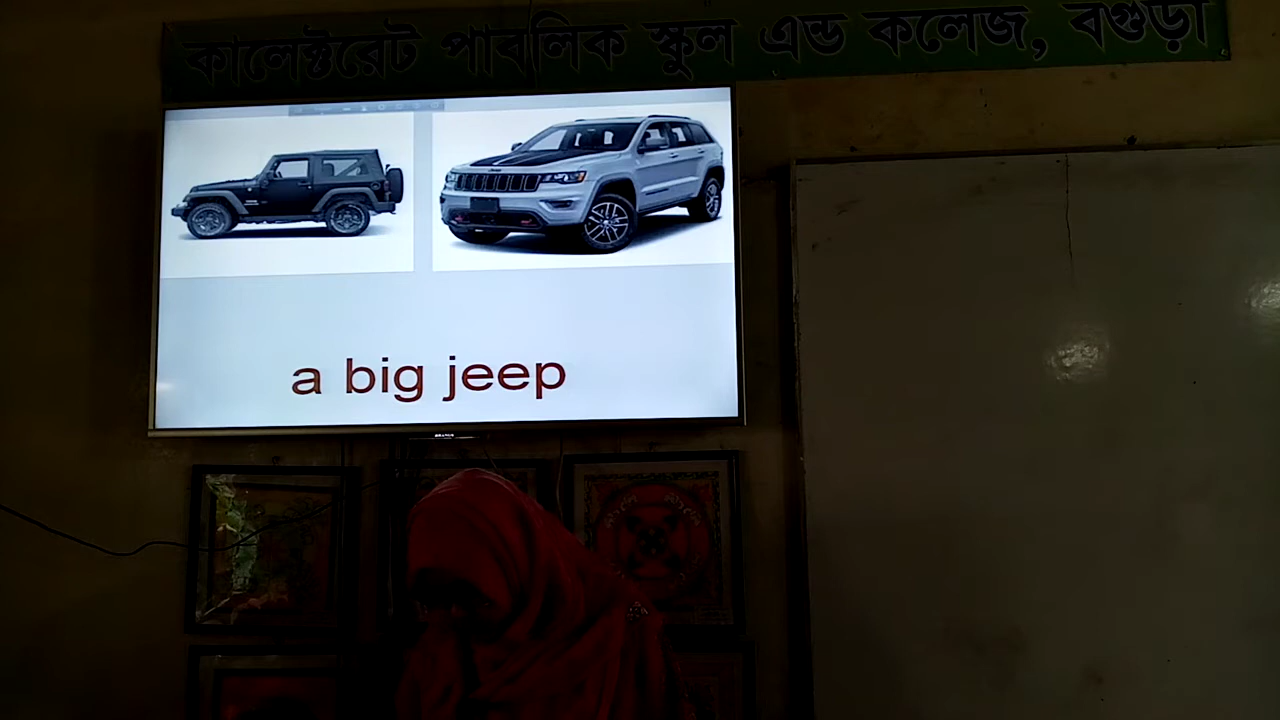 কালেক্টরেট পাবলিক স্কুল এন্ড কলেজ, বগুড়া
a big jeep